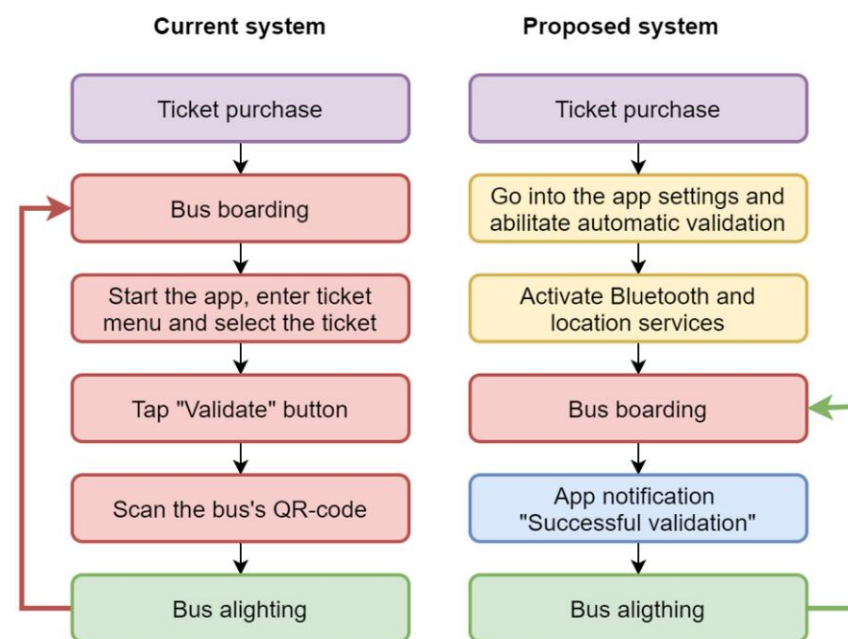 Current system
Ticket purchase
Bus boarding
Start the app, enter ticket
menu and select the ticket
Tap "Validate" button
Scan the bus's QR-code
Bus alighting
Proposed system
Ticket purchase
Go into the app settings and
abilitate automatic validation
Activate Bluetooth and
location services
Bus boarding
App notification
"Successful validation"
Bus aligthing